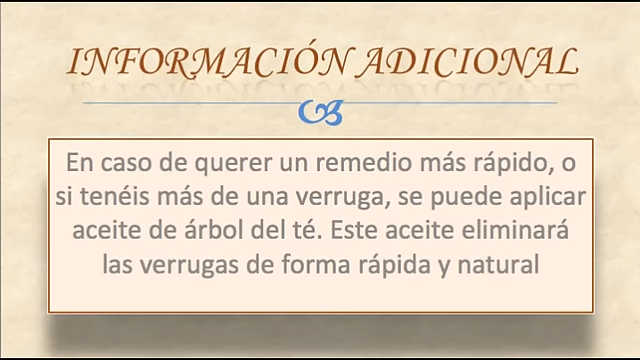 INFORMACIÓN ADICIONAL
En caso de querer un remedio más rápido, o
si tenéis más de una verruga, se puede aplicar
aceite de árbol del té. Este aceite eliminará
las verrugas de forma rápida y natural